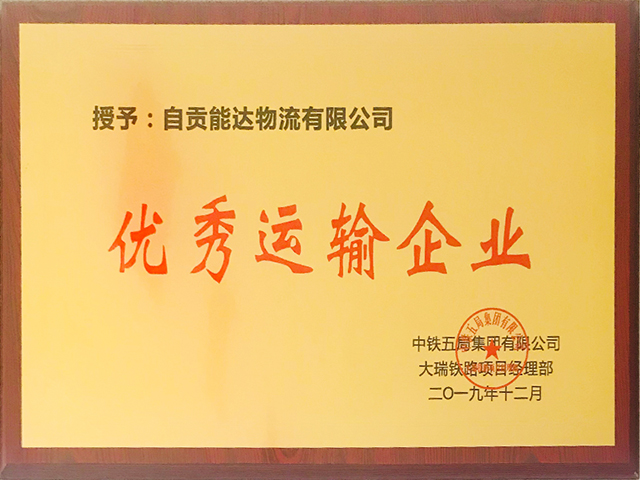 授予：自贡能达物流有限公司
优秀运输企业
中铁五局集团有限公司
大瑞铁路项目经理部
二〇一九年十二月